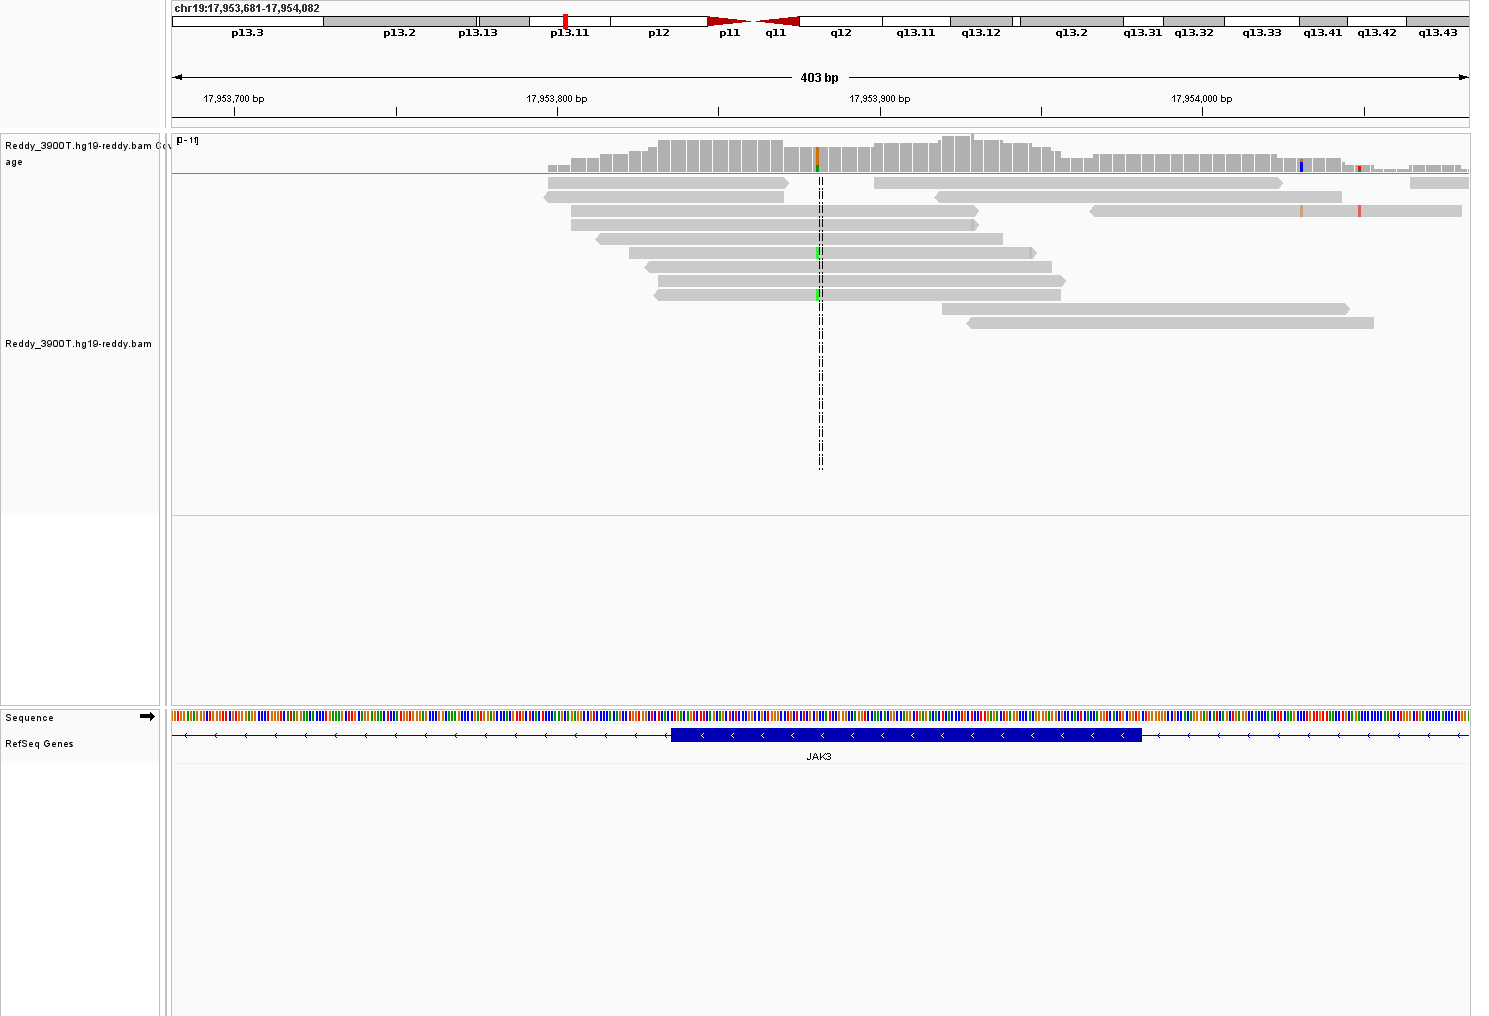 chr19:17,953,681-17,954,082
p13.3 p13.2 p13.13 p13.11 p12 p11 q11 q12 q13.11 q13.12 q13.2 q13.31 q13.32 q13.33 q13.41 q13.42 q13.43
403 bp
17,953,700 bp 17,953,800 bp 17,953,900 bp 17,954,000 bp
Reddy_3900T.hg19-reddy.bam Cov
age
[0 - 11]
Reddy_3900T.hg19-reddy.bam
Sequence
RefSeq Genes
JAK3